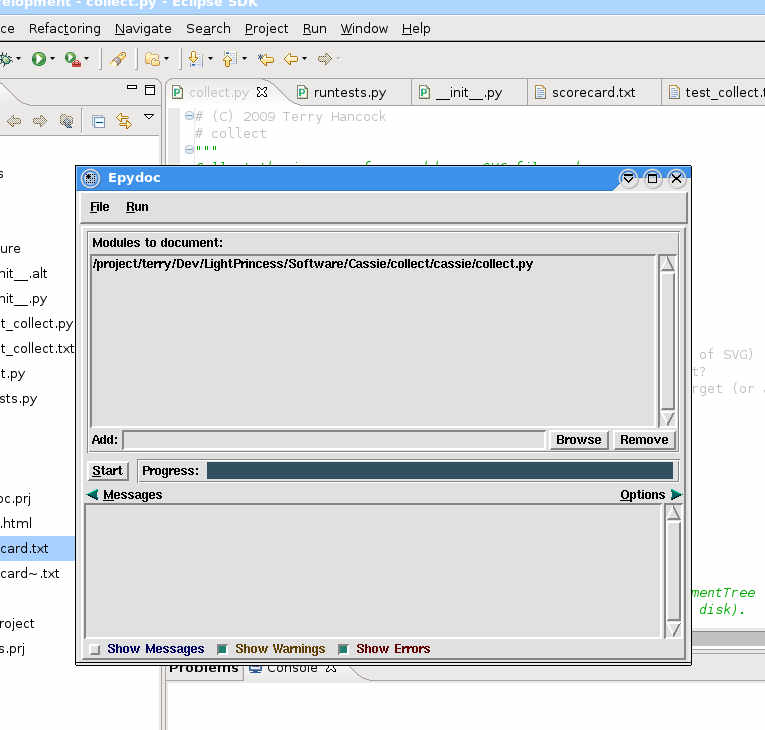 elopment - collect.py - Eclipse SDK
ce Refactoring Navigate Search Project Run Window Help
collect.py runtests.py __init__.py scorecard.txt test_collect.t
# (C) 2009 Terry Hancock
# collect
"""
Epydoc
File Run
Modules to document:
/project/terry/Dev/LightPrincess/Software/Cassie/collect/cassie/collect.py
Add: Browse Remove
Start Progress:
Messages Options
Show Messages Show Warnings Show Errors
s
ure
nit__.alt
nit__.py
t_collect.py
t_collect.txt
t.py
sts.py
oc.prj
.html
card.txt
card~.txt
roject
s.prj
of SVG)
t?
rget (or
mentTree
disk).
Problems Console